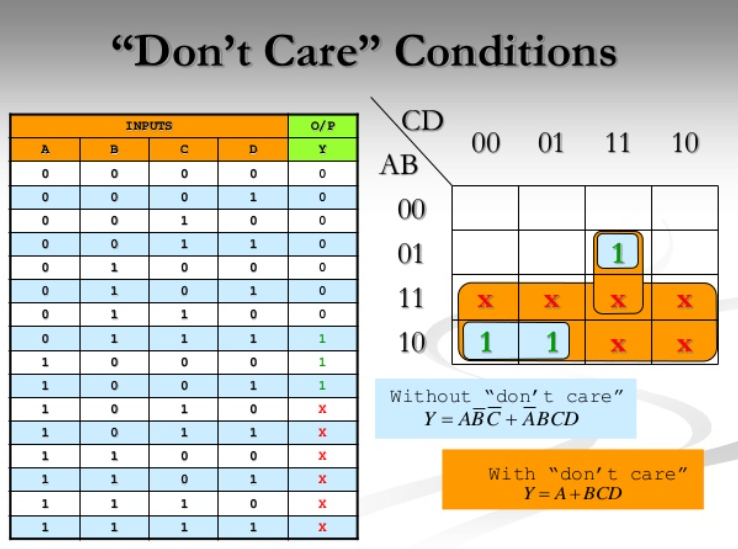 “Don’t Care” Conditions
INPUTS O/P
A B C D Y
0 0 0 0 0
0 0 0 1 0
0 0 1 0 0
0 0 1 1 0
0 1 0 0 0
0 1 0 1 0
0 1 1 0 0
0 1 1 1 1
1 0 0 0 1
1 0 0 1 1
1 0 1 0 X
1 0 1 1 X
1 1 0 0 X
1 1 0 1 X
1 1 1 0 X
1 1 1 1 X
CD
AB
00 01 11 10
00
01 1
11 x x x x
10 1 1 x x
Without “don’t care”
Y = AB̅C̅ + A̅BCD
With “don’t care”
Y = A + BCD